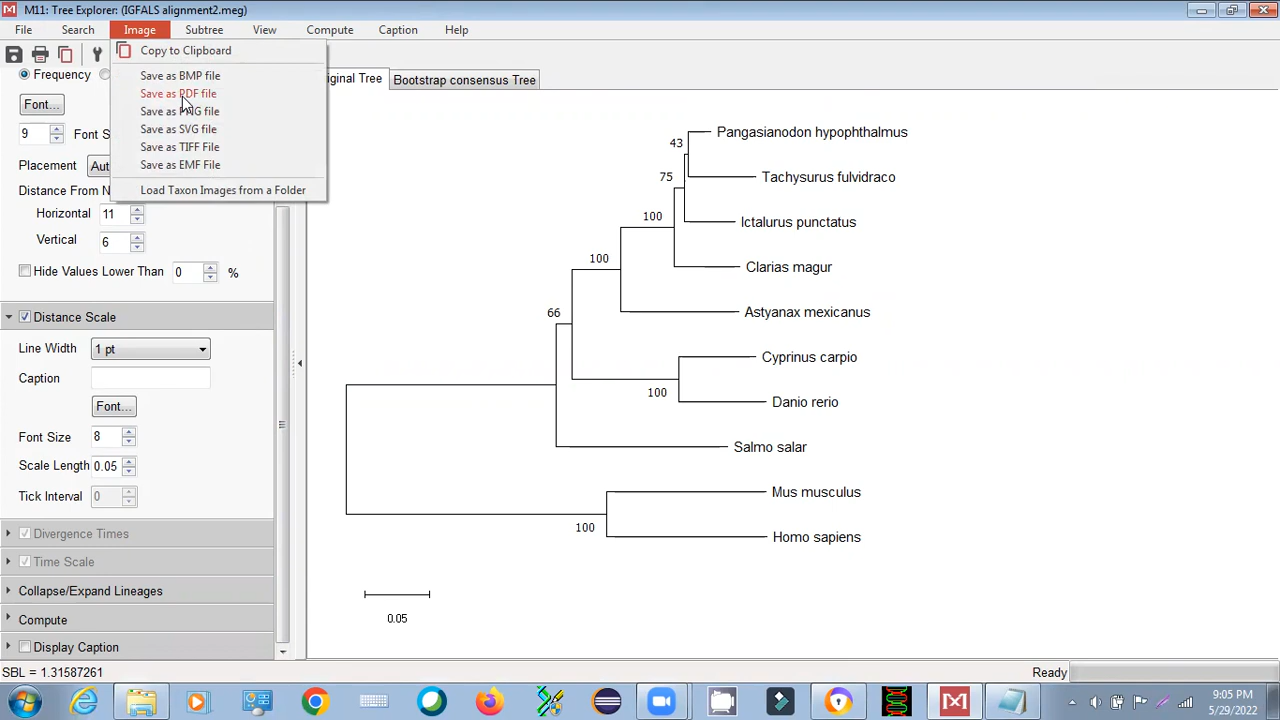 M11: Tree Explorer: (IGFALS alignment2.meg)
File Search Image Subtree View Compute Caption Help
Copy to Clipboard
Save as BMP file
Save as PDF file
Save as PNG file
Save as SVG file
Save as TIFF File
Save as EMF File
Load Taxon Images from a Folder
Frequency
Font...
9 Font S
Placement Aut
Distance From N
Horizontal 11
Vertical 6
Hide Values Lower Than 0 %
Distance Scale
Line Width 1 pt
Caption
Font...
Font Size 8
Scale Length 0.05
Tick Interval 0
Divergence Times
Time Scale
Collapse/Expand Lineages
Compute
Display Caption
iginal Tree Bootstrap consensus Tree
43 Pangasianodon hypophthalmus
75 Tachysurus fulvidraco
100 Ictalurus punctatus
100 Clarias magur
66 Astyanax mexicanus
Cyprinus carpio
100 Danio rerio
Salmo salar
Mus musculus
100 Homo sapiens
0.05
SBL = 1.31587261 Ready
9:05 PM
5/29/2022